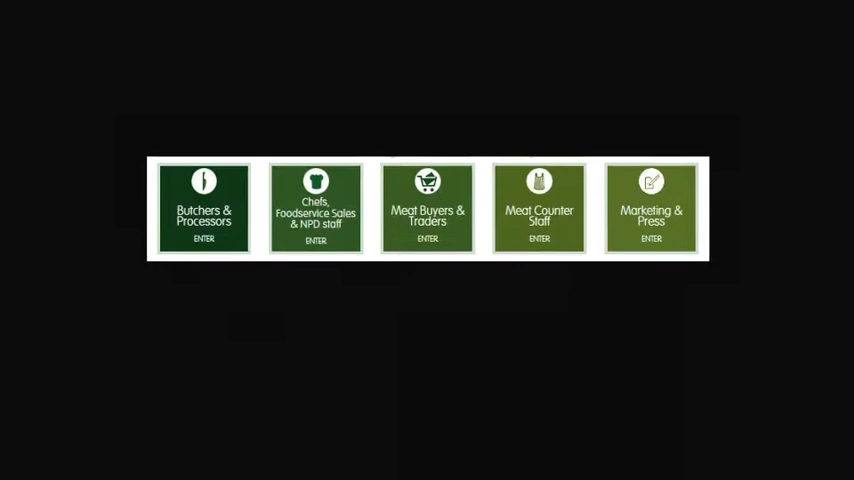 Butchers &
Processors
ENTER
Chefs,
Foodservice Sales
& NPD staff
ENTER
Meat Buyers &
Traders
ENTER
Meat Counter
Staff
ENTER
Marketing &
Press
ENTER